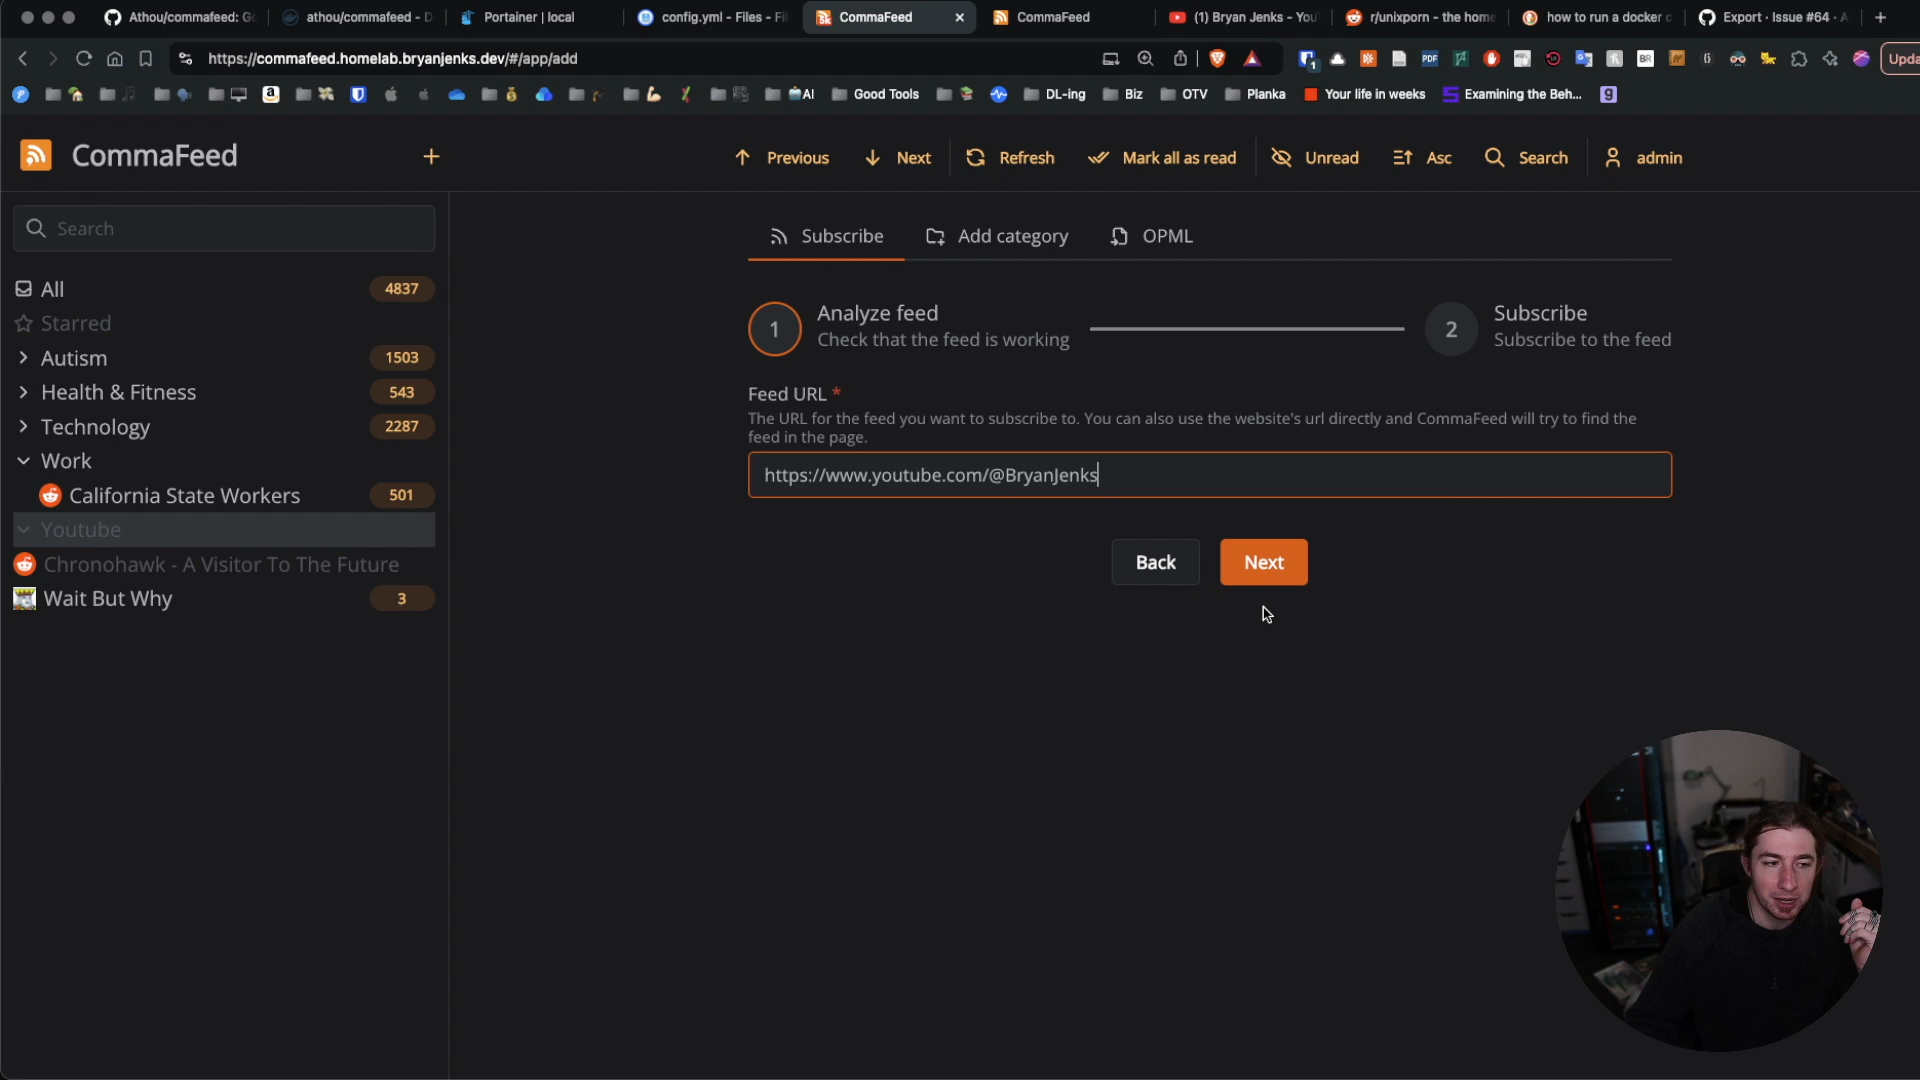 Athou/commafeed: Go
athou/commafeed - D
Portainer | local
config.yml - Files - Fi
CommaFeed
CommaFeed
(1) Bryan Jenks - You
r/unixporn - the home
how to run a docker c
Export · Issue #64 · A
https://commafeed.homelab.bryanjenks.dev/#/app/add
Upda
AI
Good Tools
DL-ing
Biz
OTV
Planka
Your life in weeks
Examining the Beh...
CommaFeed
Previous
Next
Refresh
Mark all as read
Unread
Asc
Search
admin
Search
All 4837
Starred
Autism 1503
Health & Fitness 543
Technology 2287
Work
California State Workers 501
Youtube
Chronohawk - A Visitor To The Future
Wait But Why 3
Subscribe
Add category
OPML
1
Analyze feed
Check that the feed is working
2
Subscribe
Subscribe to the feed
Feed URL *
The URL for the feed you want to subscribe to. You can also use the website's url directly and CommaFeed will try to find the
feed in the page.
https://www.youtube.com/@BryanJenks
Back
Next